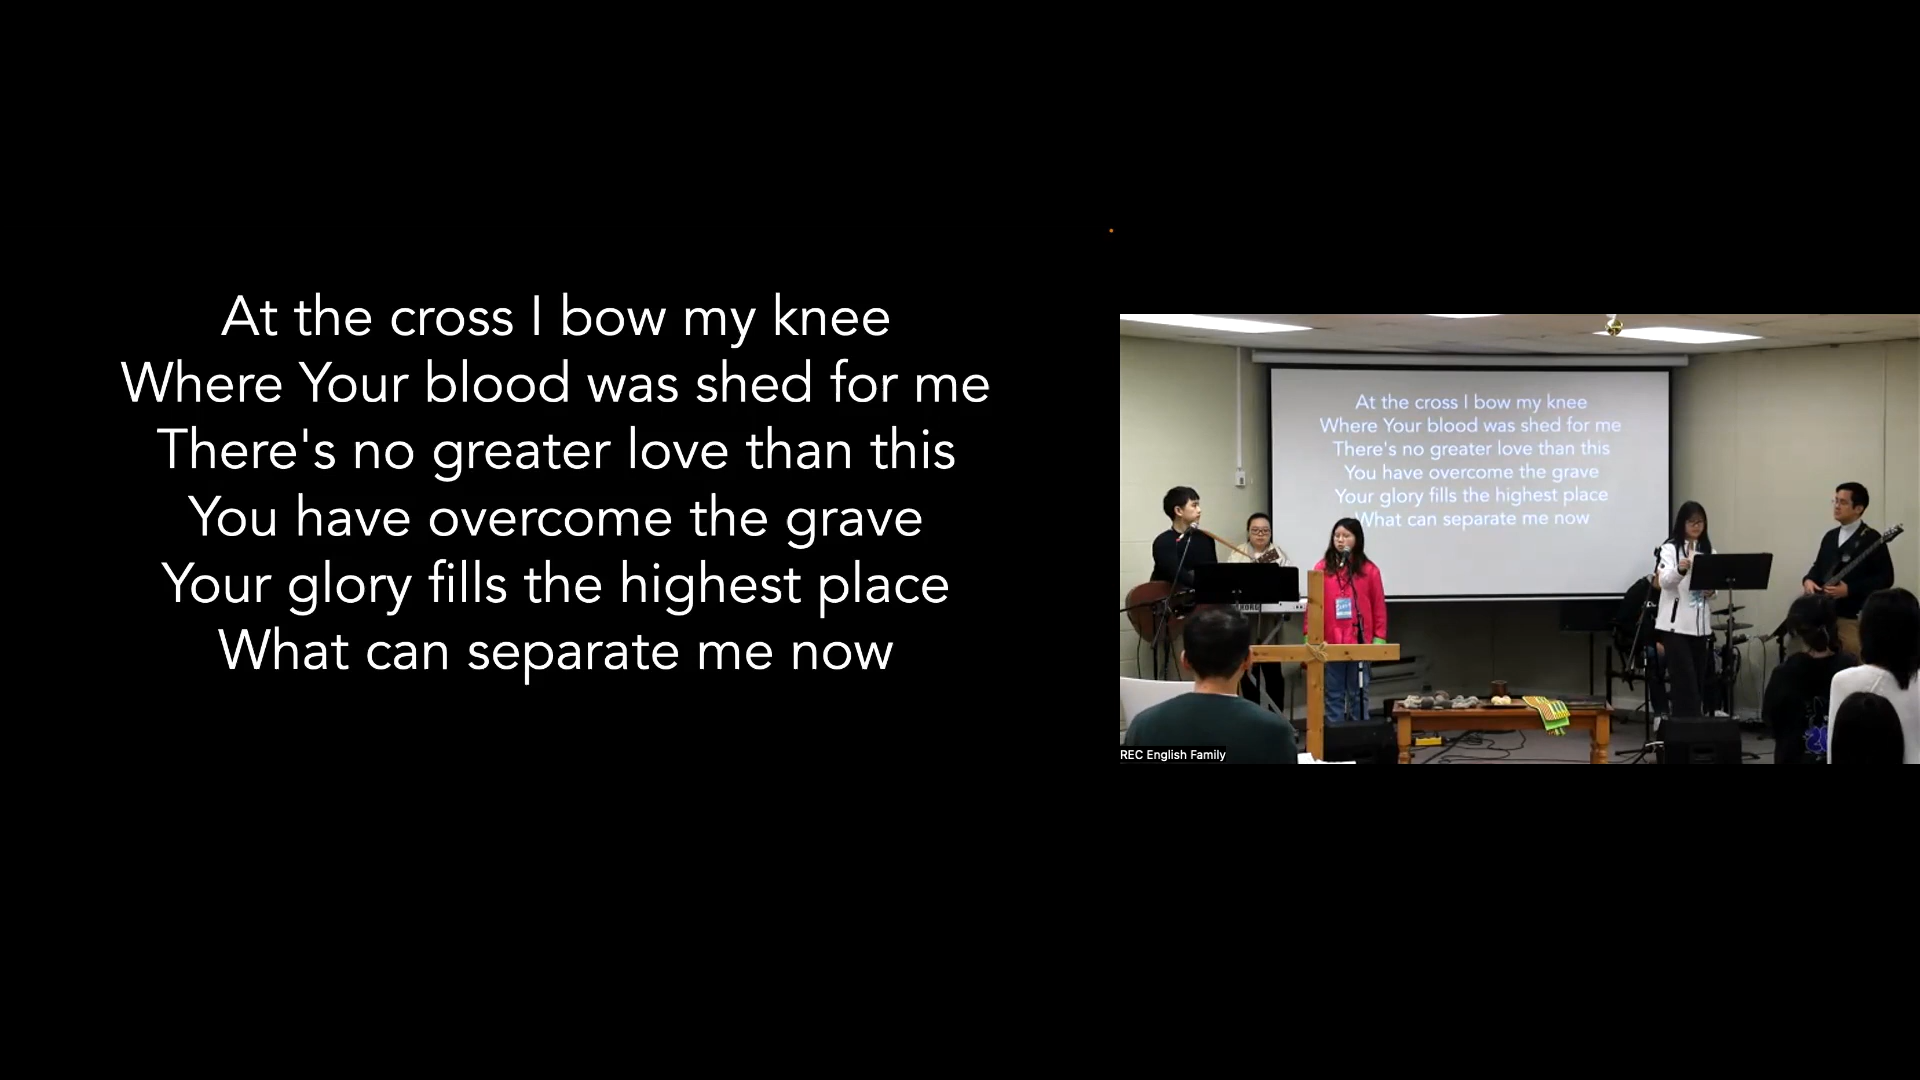 At the cross I bow my knee
Where Your blood was shed for me
There's no greater love than this
You have overcome the grave
Your glory fills the highest place
What can separate me now
At the cross I bow my knee
Where Your blood was shed for me
There's no greater love than this
You have overcome the grave
Your glory fills the highest place
What can separate me now
KORG
REC English Family